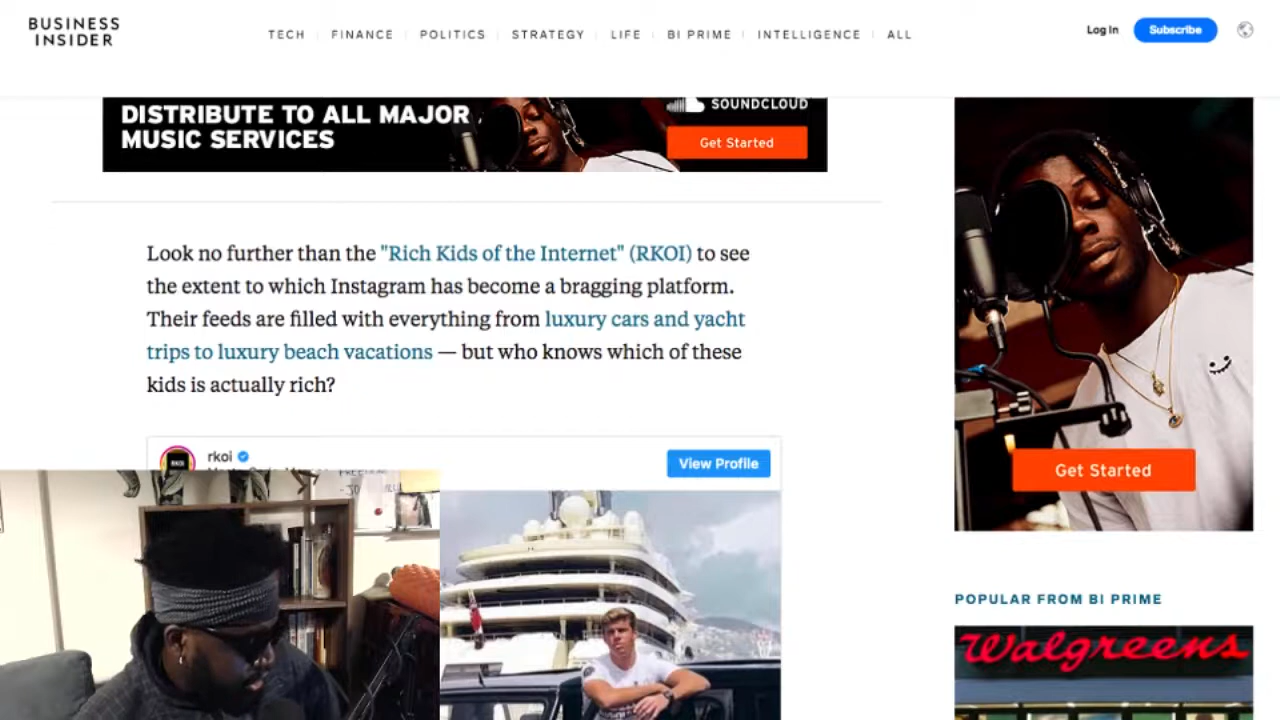 BUSINESS
INSIDER
TECH
FINANCE
POLITICS
STRATEGY
LIFE
BI PRIME
INTELLIGENCE
ALL
Log In
Subscribe
DISTRIBUTE TO ALL MAJOR
MUSIC SERVICES
SOUNDCLOUD
Get Started
Look no further than the "Rich Kids of the Internet" (RKOI) to see
the extent to which Instagram has become a bragging platform.
Their feeds are filled with everything from luxury cars and yacht
trips to luxury beach vacations — but who knows which of these
kids is actually rich?
rkoi
View Profile
Get Started
POPULAR FROM BI PRIME
Walgreens